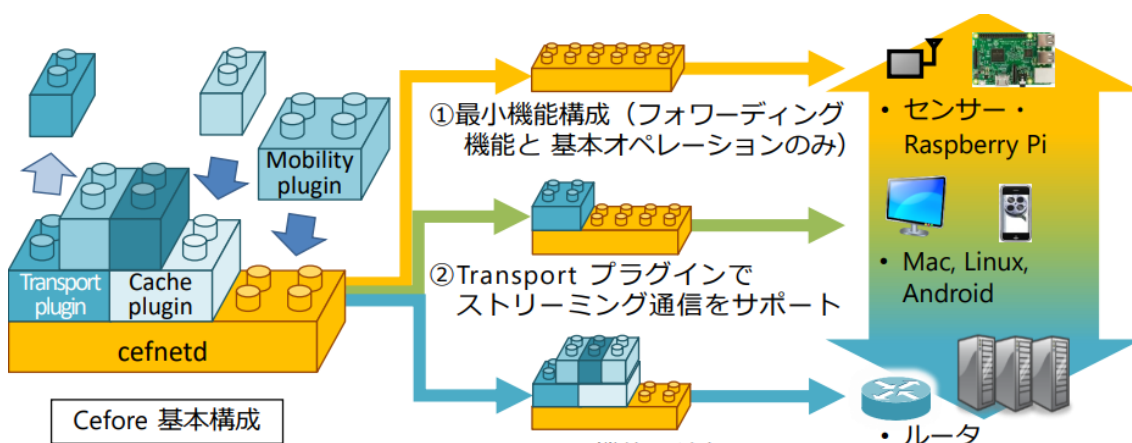 Mobility
plugin
Transport
plugin
Cache
plugin
cefnetd
Cefore 基本構成
①最小機能構成（フォワーディング
機能と 基本オペレーションのみ）
②Transport プラグインで
ストリーミング通信をサポート
• センサー・
Raspberry Pi
• Mac, Linux,
Android
• ルータ